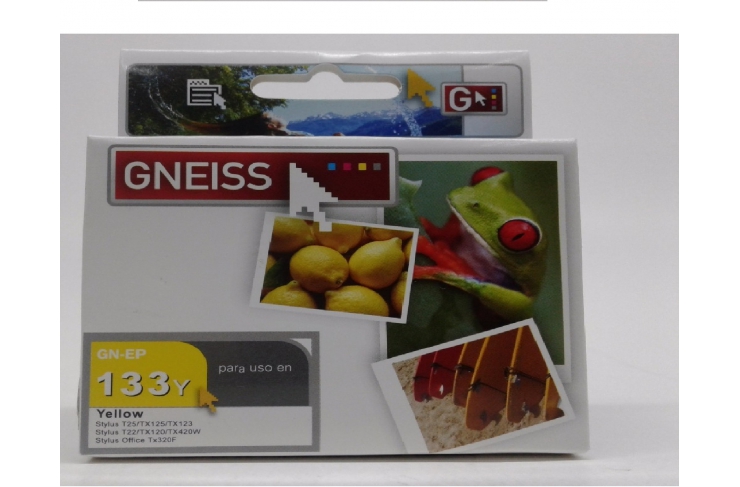 G
GNEISS
GN-EP
133Y
para uso en
Yellow
Stylus T25/TX125/TX123
Stylus T22/TX120/TX420W
Stylus Office Tx320F